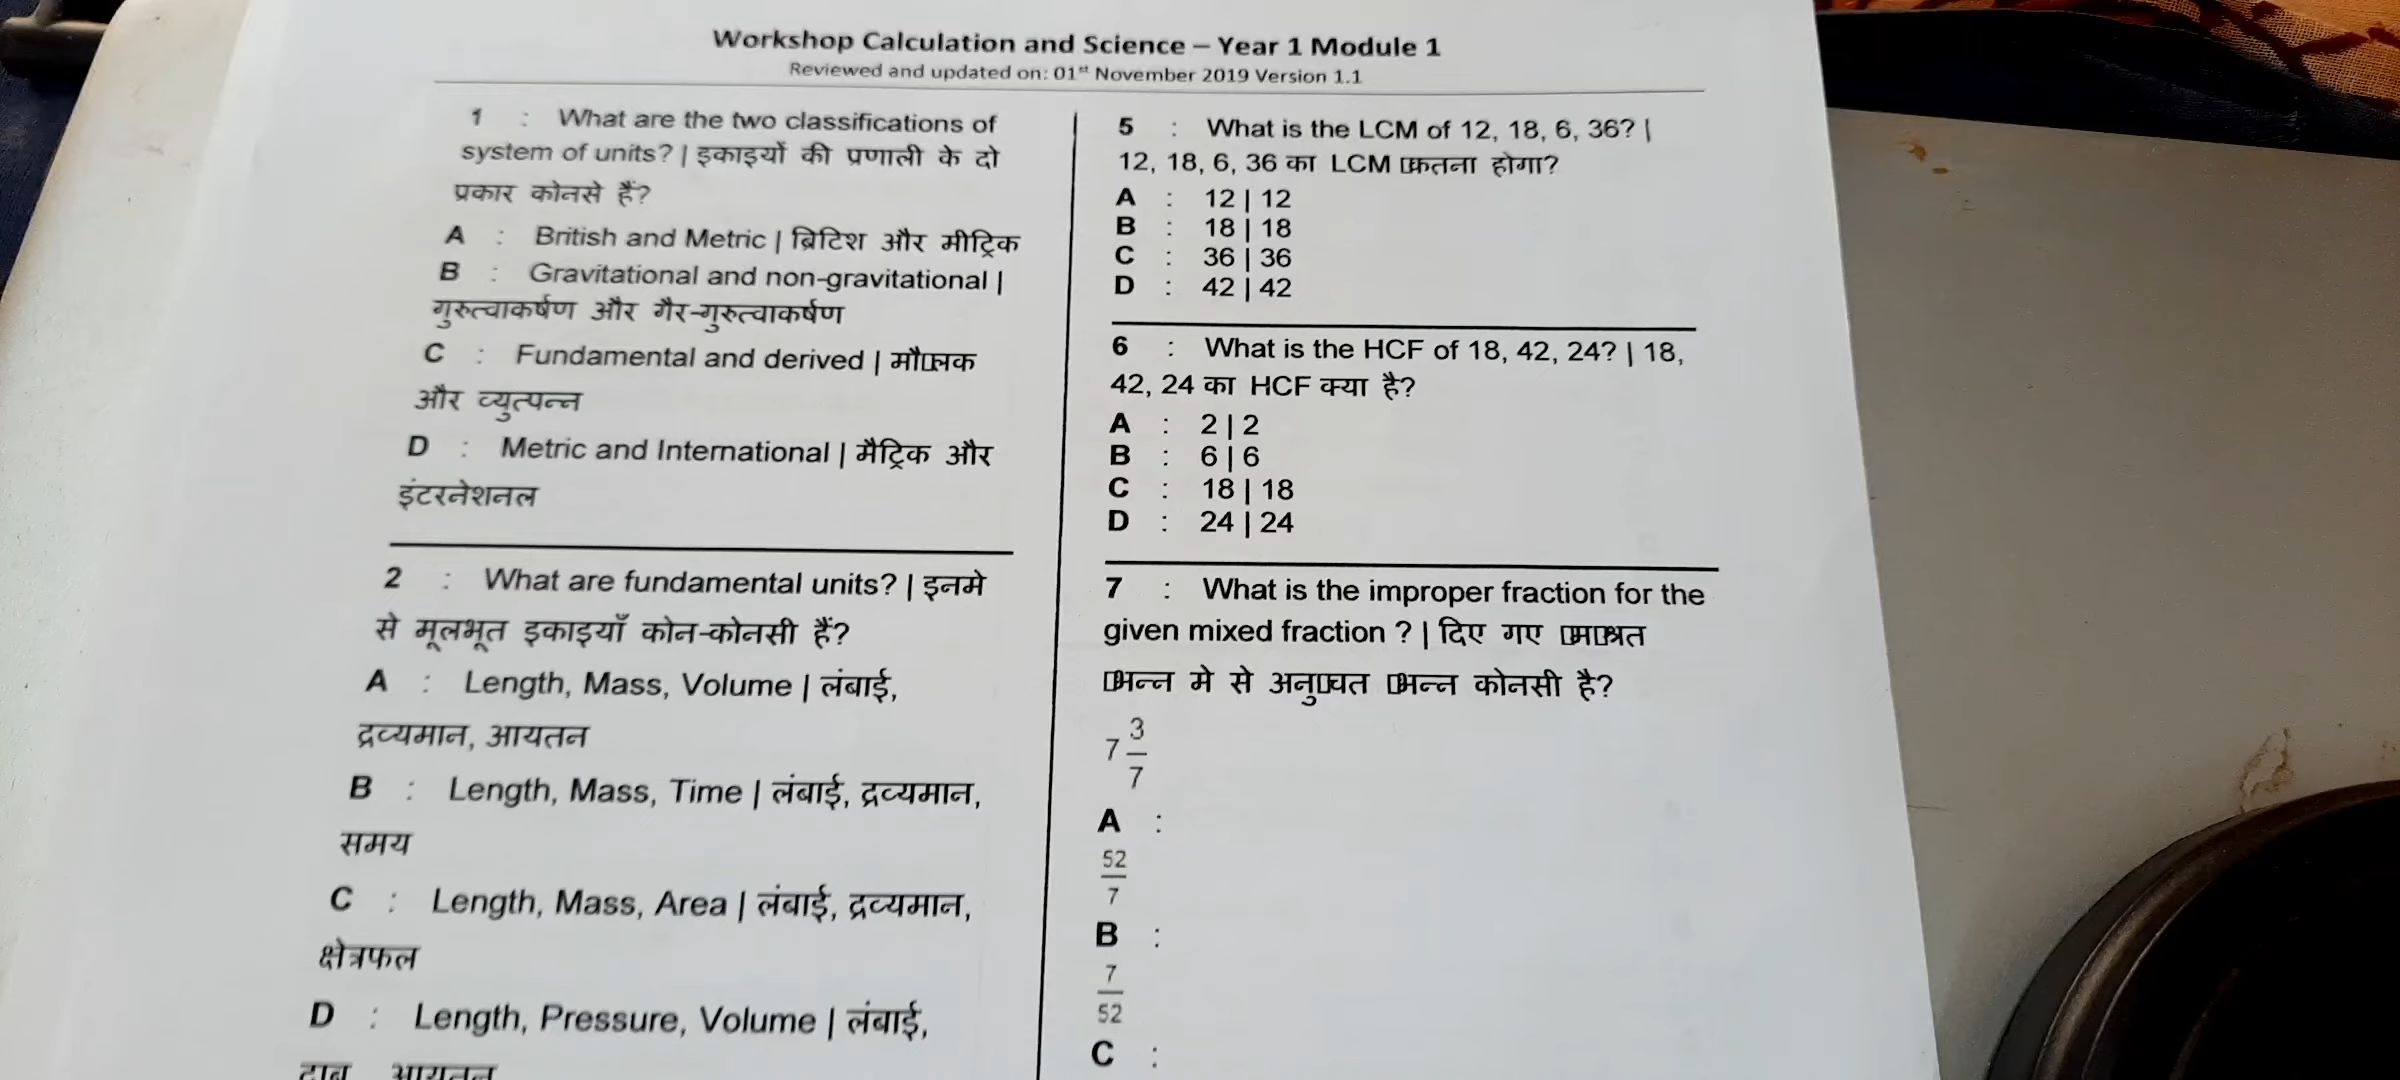 Workshop Calculation and Science – Year 1 Module 1
Reviewed and updated on: 01st November 2019 Version 1.1
1 : What are the two classifications of
system of units? | इकाइयों की प्रणाली के दो
प्रकार कोनसे हैं?
A : British and Metric | ब्रिटिश और मीट्रिक
B : Gravitational and non-gravitational |
गुरुत्वाकर्षण और गैर-गुरुत्वाकर्षण
C : Fundamental and derived |
और व्युत्पन्न
D : Metric and International | मैट्रिक और
इंटरनेशनल
2 : What are fundamental units? | इनमे
से मूलभूत इकाइयाँ कोन-कोनसी हैं?
A : Length, Mass, Volume | लंबाई,
द्रव्यमान, आयतन
B : Length, Mass, Time | लंबाई, द्रव्यमान,
समय
C : Length, Mass, Area | लंबाई, द्रव्यमान,
क्षेत्रफल
D : Length, Pressure, Volume | लंबाई,
5 : What is the LCM of 12, 18, 6, 36? |
12, 18, 6, 36 का LCM होगा?
A : 12 | 12
B : 18 | 18
C : 36 | 36
D : 42 | 42
6 : What is the HCF of 18, 42, 24? | 18,
42, 24 का HCF क्या है?
A : 2 | 2
B : 6 | 6
C : 18 | 18
D : 24 | 24
7 : What is the improper fraction for the
given mixed fraction ? | दिए गए
मे से कोनसी है?
7 3/7
A :
52/7
B :
7/52
C :